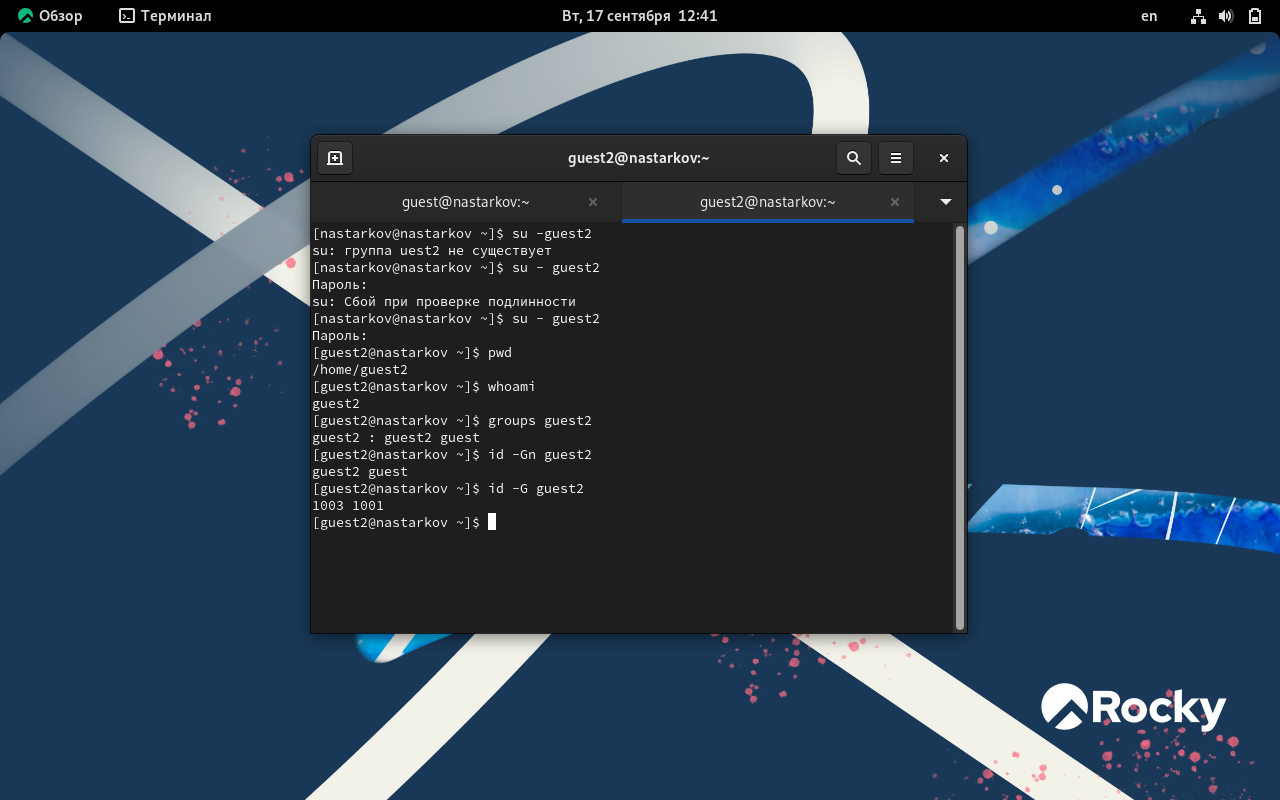 Обзор Терминал Вт, 17 сентября 12:41 en
guest2@nastarkov:~
guest@nastarkov:~ guest2@nastarkov:~
[nastarkov@nastarkov ~]$ su -guest2
su: группа uest2 не существует
[nastarkov@nastarkov ~]$ su - guest2
Пароль:
su: Сбой при проверке подлинности
[nastarkov@nastarkov ~]$ su - guest2
Пароль:
[guest2@nastarkov ~]$ pwd
/home/guest2
[guest2@nastarkov ~]$ whoami
guest2
[guest2@nastarkov ~]$ groups guest2
guest2 : guest2 guest
[guest2@nastarkov ~]$ id -Gn guest2
guest2 guest
[guest2@nastarkov ~]$ id -G guest2
1003 1001
[guest2@nastarkov ~]$
Rocky